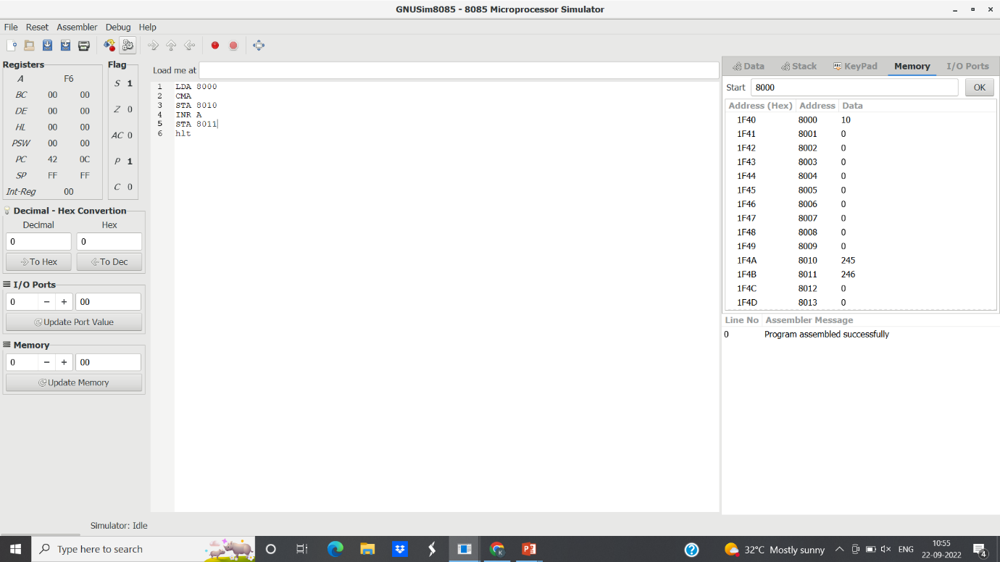 GNUSim8085 - 8085 Microprocessor Simulator
File Reset Assembler Debug Help
Registers
A F6
BC 00 00
DE 00 00
HL 00 00
PSW 00 00
PC 42 0C
SP FF FF
Int-Reg 00
Flag
S 1
Z 0
AC 0
P 1
C 0
Decimal - Hex Convertion
Decimal Hex
0 0
To Hex To Dec
I/O Ports
0 − + 00
Update Port Value
Memory
0 − + 00
Update Memory
Load me at
1 LDA 8000
2 CMA
3 STA 8010
4 INR A
5 STA 8011
6 hlt
Data Stack KeyPad Memory I/O Ports
Start 8000 OK
Address (Hex) Address Data
1F40 8000 10
1F41 8001 0
1F42 8002 0
1F43 8003 0
1F44 8004 0
1F45 8005 0
1F46 8006 0
1F47 8007 0
1F48 8008 0
1F49 8009 0
1F4A 8010 245
1F4B 8011 246
1F4C 8012 0
1F4D 8013 0
Line No Assembler Message
0 Program assembled successfully
Simulator: Idle
Type here to search
32°C Mostly sunny ENG 10:55
22-09-2022
4